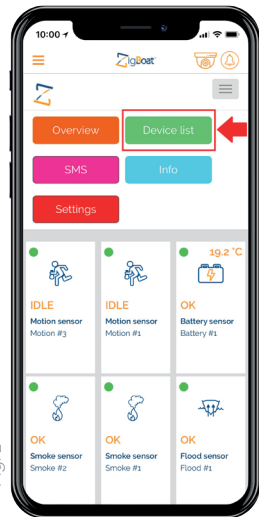 10:00
ZigBoat
Overview
Device list
SMS
Info
Settings
19.2 °C
IDLE
IDLE
OK
Motion sensor
Motion sensor
Battery sensor
Motion #3
Motion #1
Battery #1
OK
OK
OK
Smoke sensor
Smoke sensor
Flood sensor
Smoke #2
Smoke #1
Flood #1